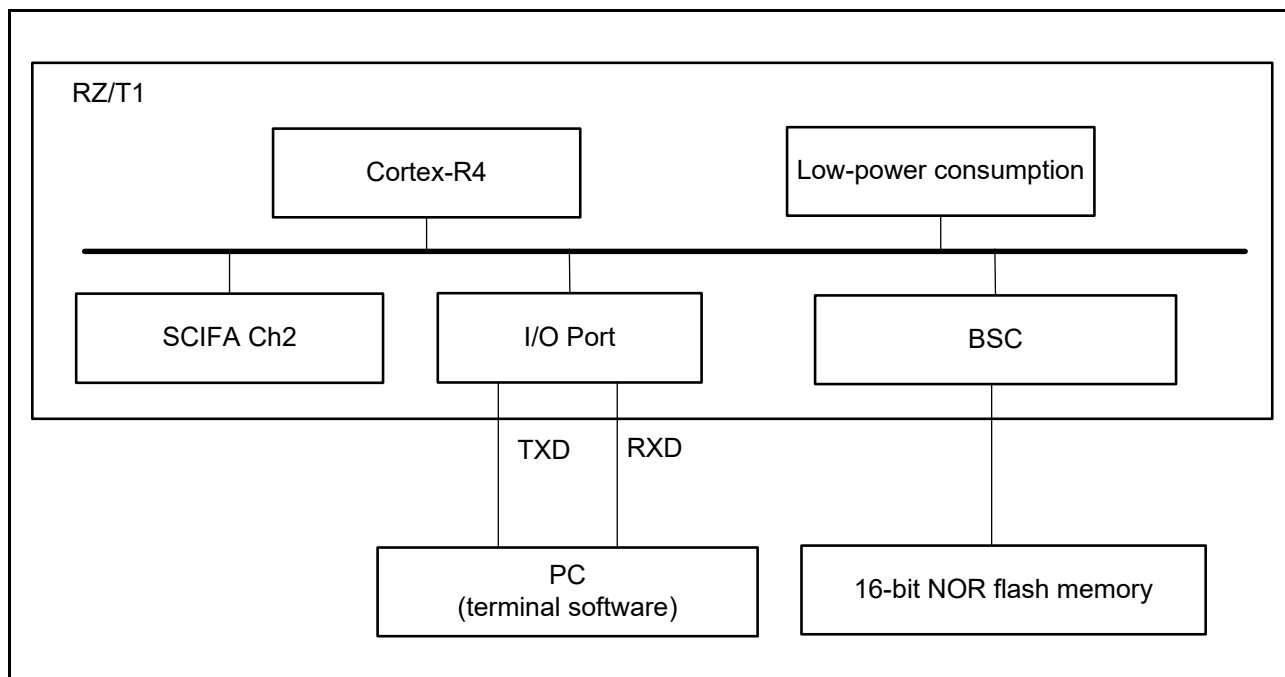 RZ/T1
Cortex-R4
Low-power consumption
SCIFA Ch2
I/O Port
BSC
TXD
RXD
PC
(terminal software)
16-bit NOR flash memory